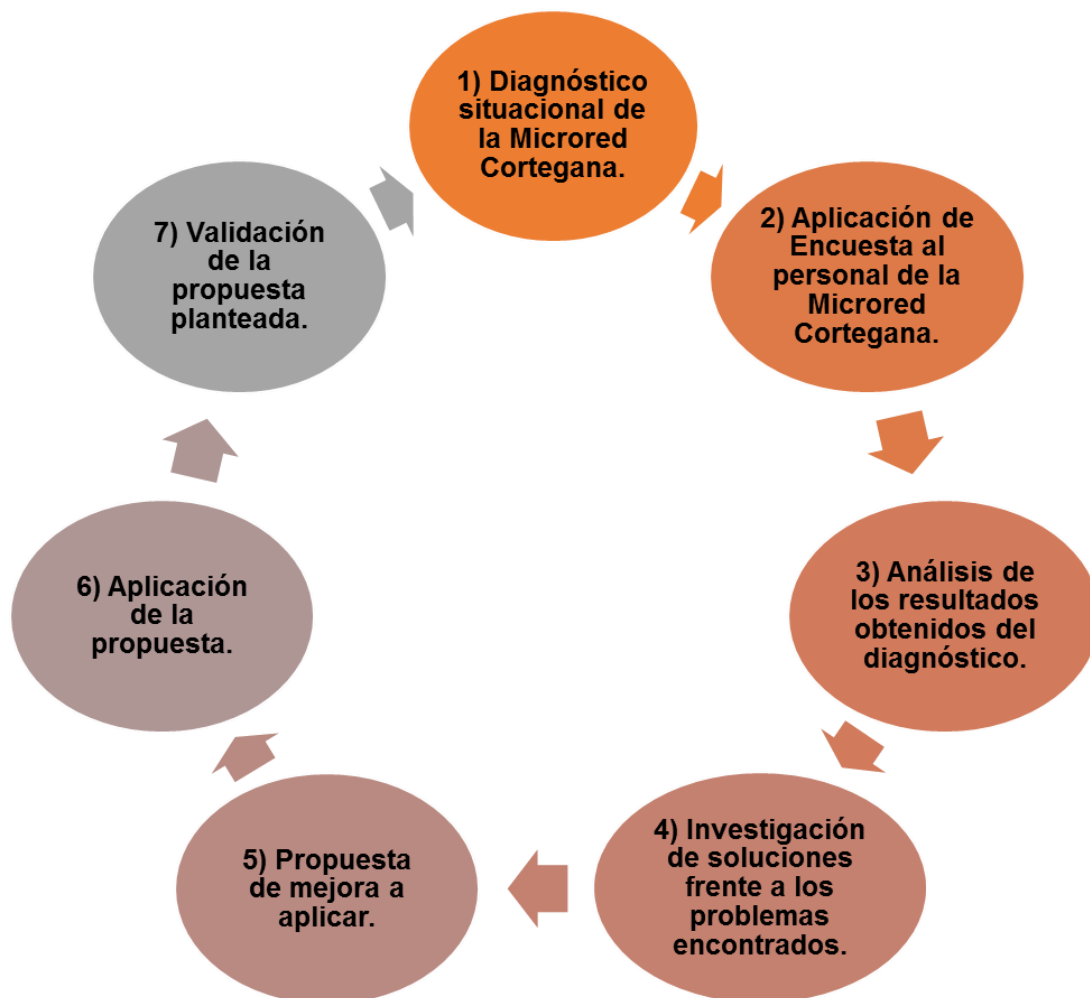 1) Diagnóstico
situacional de
la Microred
Cortegana.
2) Aplicación de
Encuesta al
personal de la
Microred
Cortegana.
3) Análisis de
los resultados
obtenidos del
diagnóstico.
4) Investigación
de soluciones
frente a los
problemas
encontrados.
5) Propuesta
de mejora a
aplicar.
6) Aplicación
de la
propuesta.
7) Validación
de la
propuesta
planteada.